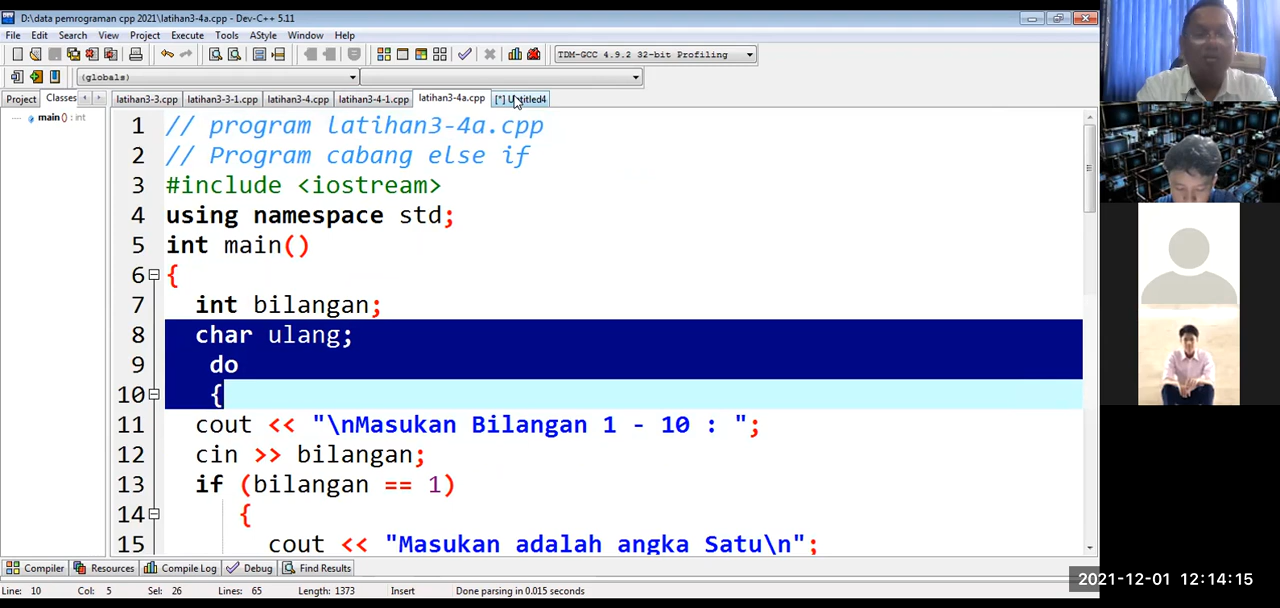 D:\data pemrograman cpp 2021\latihan3-4a.cpp - Dev-C++ 5.11
File Edit Search View Project Execute Tools AStyle Window Help
TDM-GCC 4.9.2 32-bit Profiling
(globals)
Project Classes latihan3-3.cpp latihan3-3-1.cpp latihan3-4.cpp latihan3-4-1.cpp latihan3-4a.cpp [*] Untitled4
main() : int
1 // program latihan3-4a.cpp
2 // Program cabang else if
3 #include <iostream>
4 using namespace std;
5 int main()
6 {
7 int bilangan;
8 char ulang;
9 do
10 {
11 cout << "\nMasukan Bilangan 1 - 10 : ";
12 cin >> bilangan;
13 if (bilangan == 1)
14 {
15 cout << "Masukan adalah angka Satu\n";
Compiler Resources Compile Log Debug Find Results
Line: 10 Col: 5 Sel: 26 Lines: 65 Length: 1373 Insert Done parsing in 0.015 seconds
2021-12-01 12:14:15